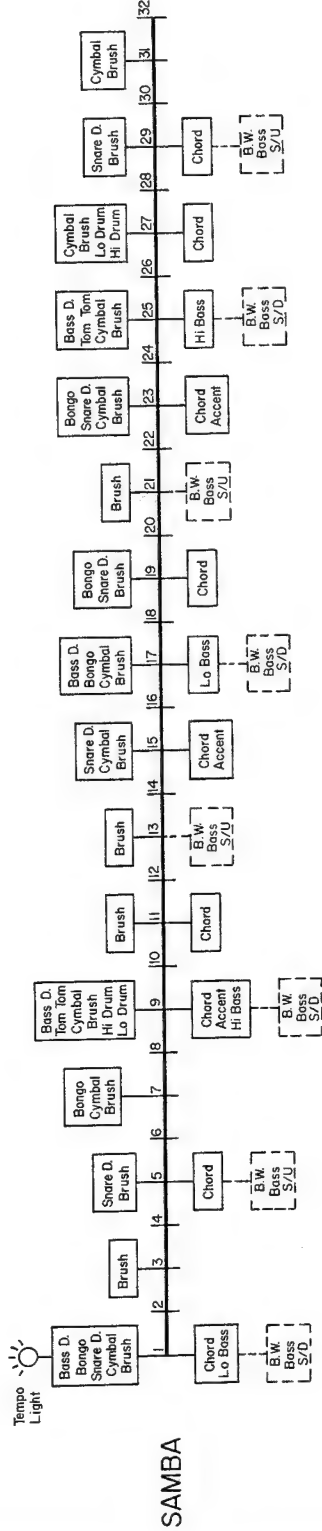 SAMBA
Tempo
Light
Bass D.
Bongo
Snare D.
Cymbal
Brush
1
Chord
Lo Bass
B.W.
Bass
S/D
2
Brush
3
4
Snare D.
Brush
5
Chord
B.W.
Bass
S/U
6
Bongo
Cymbal
Brush
7
8
Bass D.
Tom Tom
Cymbal
Brush
Hi Drum
Lo Drum
9
Chord
Accent
Hi Bass
B.W.
Bass
S/D
10
Brush
11
Chord
12
Brush
13
B.W.
Bass
S/U
14
Snare D.
Cymbal
Brush
15
Chord
Accent
16
Bass D.
Bongo
Cymbal
Brush
17
Lo Bass
B.W.
Bass
S/D
18
Bongo
Snare D.
Brush
19
Chord
20
Brush
21
B.W.
Bass
S/U
22
Bongo
Snare D.
Cymbal
Brush
23
Chord
Accent
24
Bass D.
Tom Tom
Cymbal
Brush
25
Hi Bass
B.W.
Bass
S/D
26
Cymbal
Brush
Lo Drum
Hi Drum
27
Chord
28
Snare D.
Brush
29
Chord
B.W.
Bass
S/U
30
Cymbal
Brush
31
32